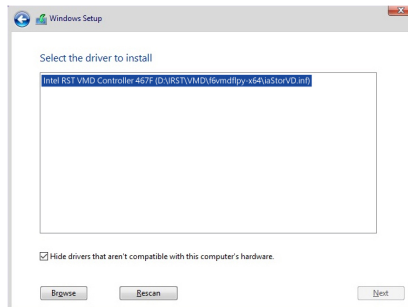 Windows Setup
Select the driver to install
Intel RST VMD Controller 467F (D:\IRST\VMD\f6vmdflpy-x64\iaStorVD.inf)
Hide drivers that aren't compatible with this computer's hardware.
Browse Rescan Next